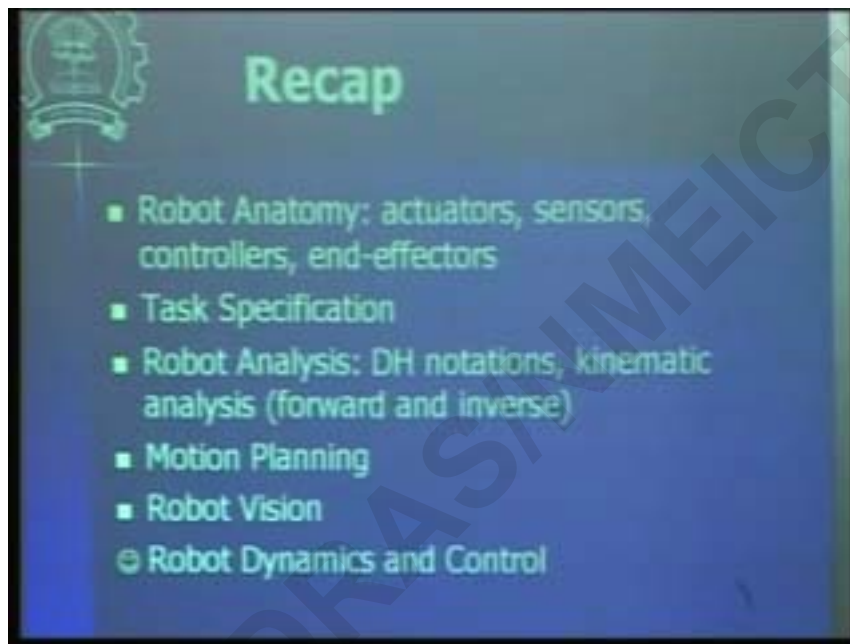 Recap
Robot Anatomy: actuators, sensors,
controllers, end-effectors
Task Specification
Robot Analysis: DH notations, kinematic
analysis (forward and inverse)
Motion Planning
Robot Vision
Robot Dynamics and Control